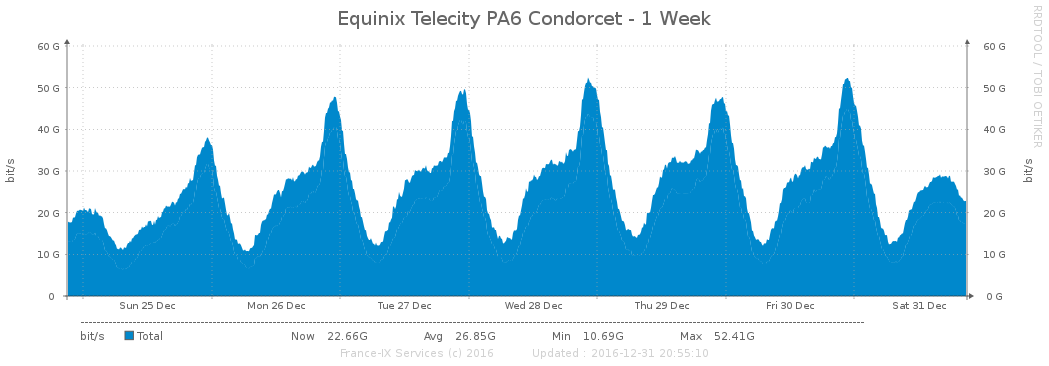 Equinix Telecity PA6 Condorcet - 1 Week
RRDTOOL / TOBI OETIKER
60 G 60 G
50 G 50 G
40 G 40 G
30 G 30 G
20 G 20 G
10 G 10 G
0 0 G
bit/s bit/s
Sun 25 Dec Mon 26 Dec Tue 27 Dec Wed 28 Dec Thu 29 Dec Fri 30 Dec Sat 31 Dec
bit/s Total Now 22.66G Avg 26.85G Min 10.69G Max 52.41G
France-IX Services (c) 2016 Updated : 2016-12-31 20:55:10